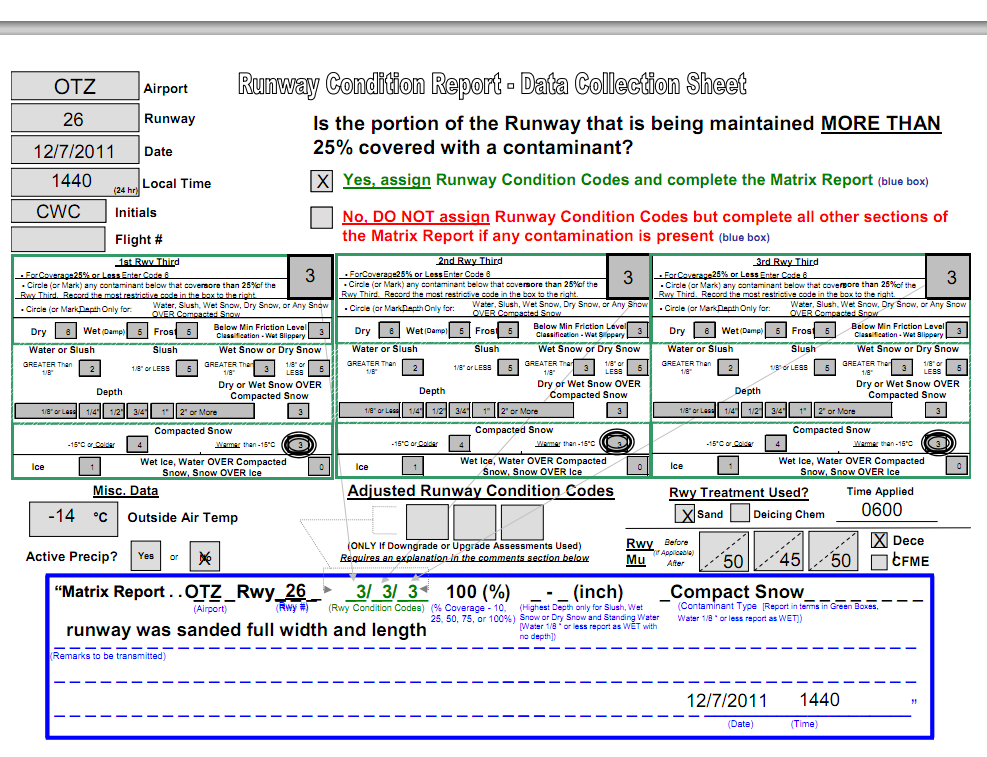 OTZ Airport
Runway Condition Report - Data Collection Sheet
26 Runway
12/7/2011 Date
1440 (24 hr) Local Time
CWC Initials
Flight #
Is the portion of the Runway that is being maintained MORE THAN
25% covered with a contaminant?
X Yes, assign Runway Condition Codes and complete the Matrix Report (blue box)
No, DO NOT assign Runway Condition Codes but complete all other sections of
the Matrix Report if any contamination is present (blue box)
1st Rwy Third
• For Coverage 25% or Less Enter Code 6
• Circle (or Mark) any contaminant below that covers more than 25% of the
Rwy Third. Record the most restrictive code in the box to the right.
3
• Circle (or Mark) Depth Only for: Water, Slush, Wet Snow, Dry Snow, or Any Snow
OVER Compacted Snow
Dry 6 Wet (Damp) 5 Frost 5 Below Min Friction Level 3
Classification - Wet Slippery
Water or Slush Slush Wet Snow or Dry Snow
GREATER Than 1/8" 2 1/8" or LESS 5 GREATER Than 1/8" 3 1/8" or LESS 5
Depth Dry or Wet Snow OVER
Compacted Snow
1/8" or Less 1/4" 1/2" 3/4" 1" 2" or More 3
Compacted Snow
-15°C or Colder 4 Warmer than -15°C 3
Ice 1 Wet Ice, Water OVER Compacted 0
Snow, Snow OVER Ice
2nd Rwy Third
• For Coverage 25% or Less Enter Code 6
• Circle (or Mark) any contaminant below that covers more than 25% of the
Rwy Third. Record the most restrictive code in the box to the right.
3
• Circle (or Mark) Depth Only for: Water, Slush, Wet Snow, Dry Snow, or Any Snow
OVER Compacted Snow
Dry 6 Wet (Damp) 5 Frost 5 Below Min Friction Level 3
Classification - Wet Slippery
Water or Slush Slush Wet Snow or Dry Snow
GREATER Than 1/8" 2 1/8" or LESS 5 GREATER Than 1/8" 3 1/8" or LESS 5
Depth Dry or Wet Snow OVER
Compacted Snow
1/8" or Less 1/4" 1/2" 3/4" 1" 2" or More 3
Compacted Snow
-15°C or Colder 4 Warmer than -15°C 3
Ice 1 Wet Ice, Water OVER Compacted 0
Snow, Snow OVER Ice
3rd Rwy Third
• For Coverage 25% or Less Enter Code 6
• Circle (or Mark) any contaminant below that covers more than 25% of the
Rwy Third. Record the most restrictive code in the box to the right.
3
• Circle (or Mark) Depth Only for: Water, Slush, Wet Snow, Dry Snow, or Any Snow
OVER Compacted Snow
Dry 6 Wet (Damp) 5 Frost 5 Below Min Friction Level 3
Classification - Wet Slippery
Water or Slush Slush Wet Snow or Dry Snow
GREATER Than 1/8" 2 1/8" or LESS 5 GREATER Than 1/8" 3 1/8" or LESS 5
Depth Dry or Wet Snow OVER
Compacted Snow
1/8" or Less 1/4" 1/2" 3/4" 1" 2" or More 3
Compacted Snow
-15°C or Colder 4 Warmer than -15°C 3
Ice 1 Wet Ice, Water OVER Compacted 0
Snow, Snow OVER Ice
Misc. Data
-14 °C Outside Air Temp
Active Precip? Yes or No X
Adjusted Runway Condition Codes
(ONLY If Downgrade or Upgrade Assessments Used)
Requires an explanation in the comments section below
Rwy Treatment Used? Time Applied
X Sand Deicing Chem 0600
Rwy Mu Before (If Applicable) After 50 45 50 X Dece
CFME
“Matrix Report . . OTZ Rwy 26 3/ 3/ 3 100 (%) - (inch) Compact Snow
(Airport) (Rwy #) (Rwy Condition Codes) (% Coverage - 10, 25, 50, 75, or 100%) (Highest Depth only for Slush, Wet Snow or Dry Snow and Standing Water [Water 1/8 " or less report as WET with no depth]) (Contaminant Type [Report in terms in Green Boxes, Water 1/8 " or less report as WET])
runway was sanded full width and length
(Remarks to be transmitted)
12/7/2011 1440 ”
(Date) (Time)